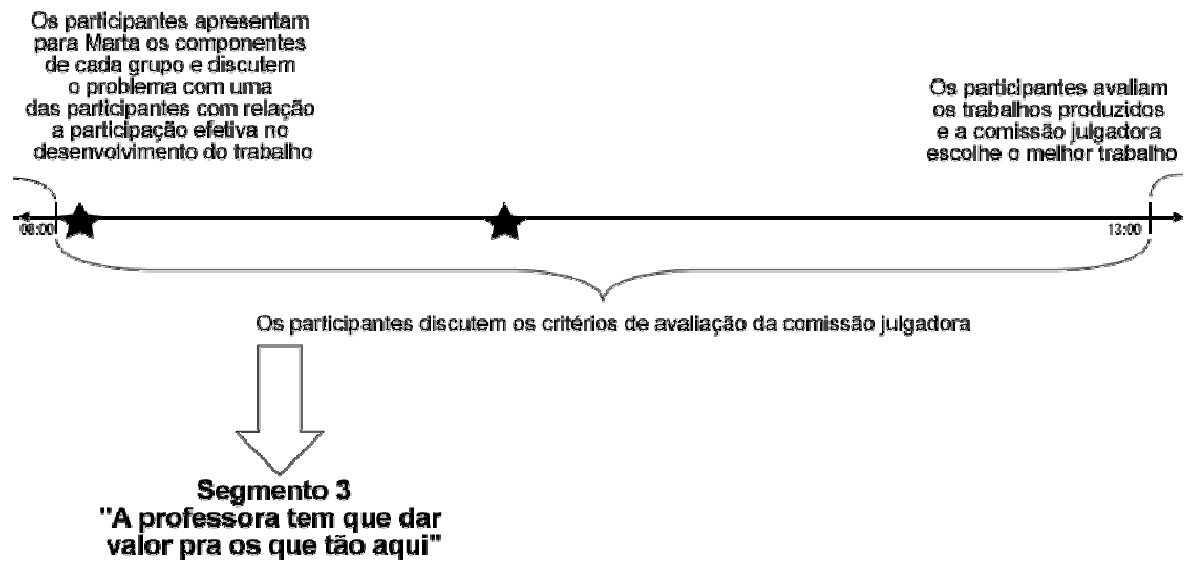 Os participantes apresentam
para Marta os componentes
de cada grupo e discutem
o problema com uma
das participantes com relação
a participação efetiva no
desenvolvimento do trabalho
Os participantes avaliam
os trabalhos produzidos
e a comissão julgadora
escolhe o melhor trabalho
08:00
13:00
Os participantes discutem os critérios de avaliação da comissão julgadora
Segmento 3
"A professora tem que dar
valor pra os que tão aqui"